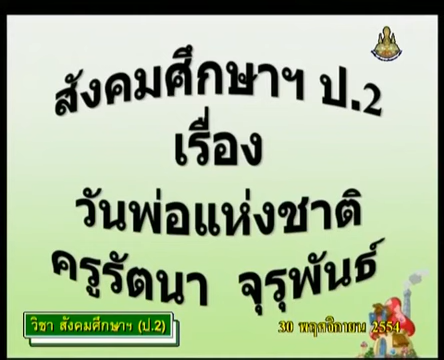 สังคมศึกษาฯ ป.2
เรื่อง
วันพ่อแห่งชาติ
ครูรัตนา จุรุพันธ์
วิชา สังคมศึกษาฯ (ป.2)
30 พฤศจิกายน 2554